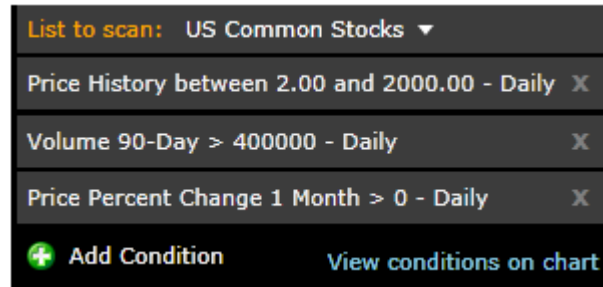 List to scan: US Common Stocks ▼
Price History between 2.00 and 2000.00 - Daily X
Volume 90-Day > 400000 - Daily X
Price Percent Change 1 Month > 0 - Daily X
Add Condition View conditions on chart